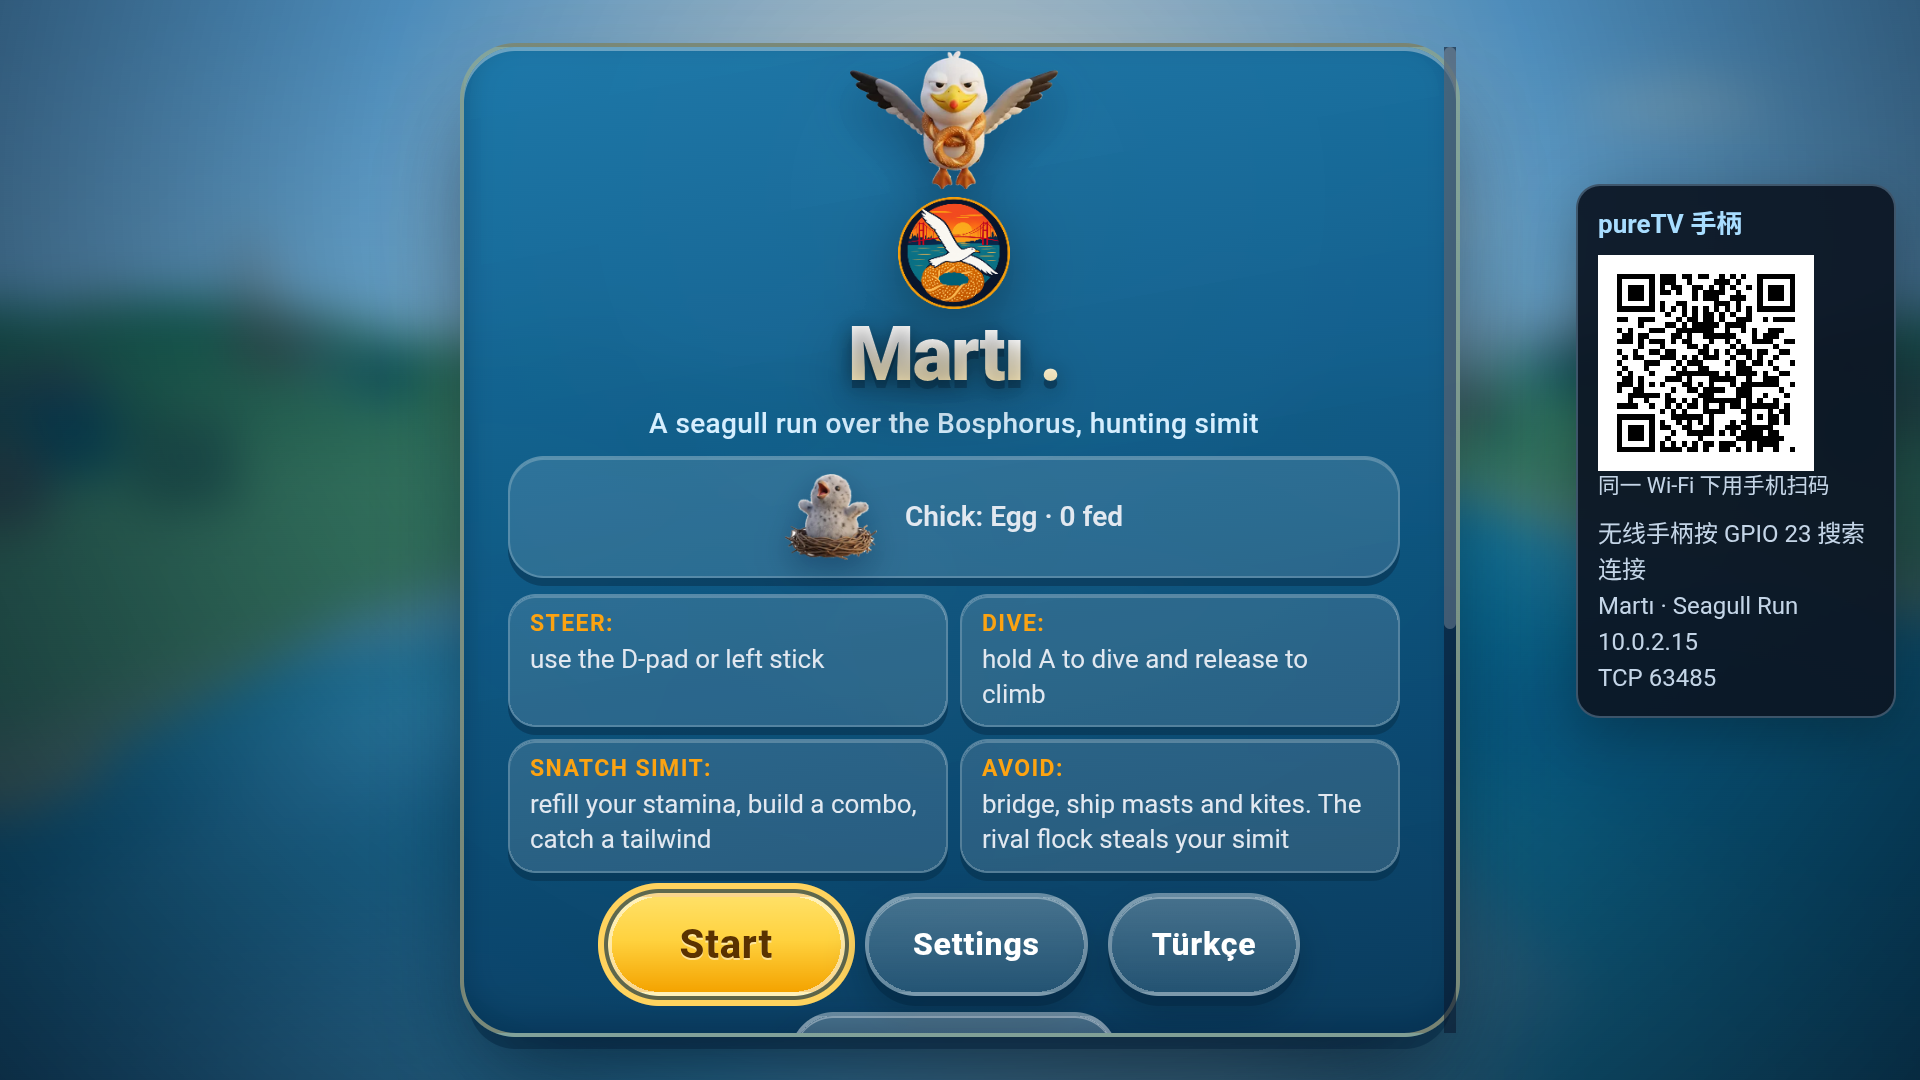 Martı .
A seagull run over the Bosphorus, hunting simit
Chick: Egg · 0 fed
STEER:
use the D-pad or left stick
DIVE:
hold A to dive and release to
climb
SNATCH SIMIT:
refill your stamina, build a combo,
catch a tailwind
AVOID:
bridge, ship masts and kites. The
rival flock steals your simit
Start
Settings
Türkçe
pureTV 手柄
同一 Wi-Fi 下用手机扫码
无线手柄按 GPIO 23 搜索
连接
Martı · Seagull Run
10.0.2.15
TCP 63485